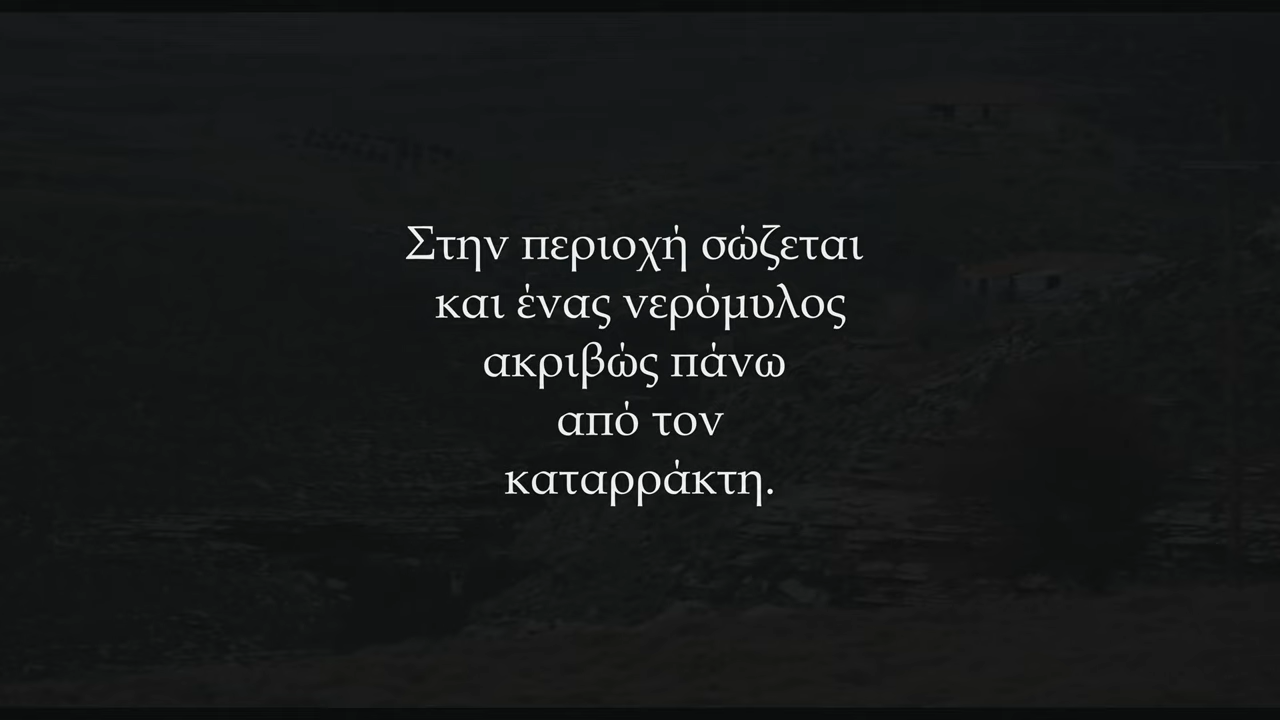 Στην περιοχή σώζεται
και ένας νερόμυλος
ακριβώς πάνω
από τον
καταρράκτη.